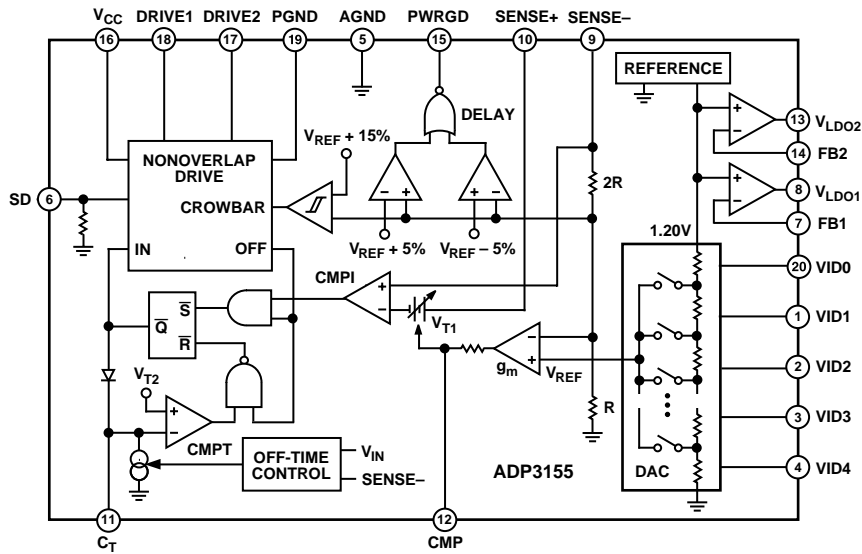 VCC DRIVE1 DRIVE2 PGND AGND PWRGD SENSE+ SENSE–
16 18 17 19 5 15 10 9
REFERENCE
DELAY
VREF + 15%
NONOVERLAP
DRIVE
SD 6
CROWBAR
IN
OFF
VREF + 5%
VREF – 5%
2R
+ –
13 VLDO2
14 FB2
+ –
8 VLDO1
7 FB1
– +
+ –
1.20V
20 VID0
1 VID1
2 VID2
3 VID3
4 VID4
CMPI
+
–
VT1
S
Q
R
–
+
gm
VREF
R
VT2
+
–
CMPT
OFF-TIME
CONTROL
VIN
SENSE–
ADP3155
DAC
11
CT
12
CMP